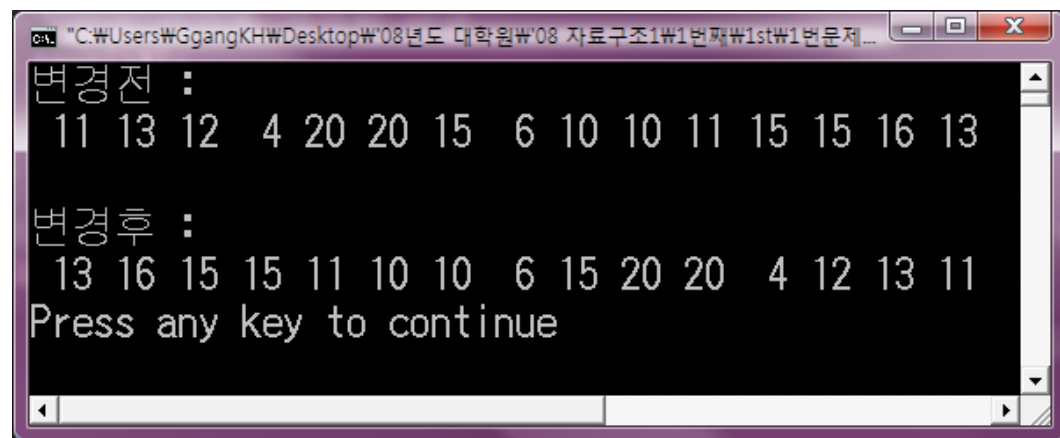 "C:₩Users₩GgangKH₩Desktop₩'08년도 대학원₩'08 자료구조1₩1번째₩1st₩1번문제...
변경전 :
11 13 12 4 20 20 15 6 10 10 11 15 15 16 13
변경후 :
13 16 15 15 11 10 10 6 15 20 20 4 12 13 11
Press any key to continue